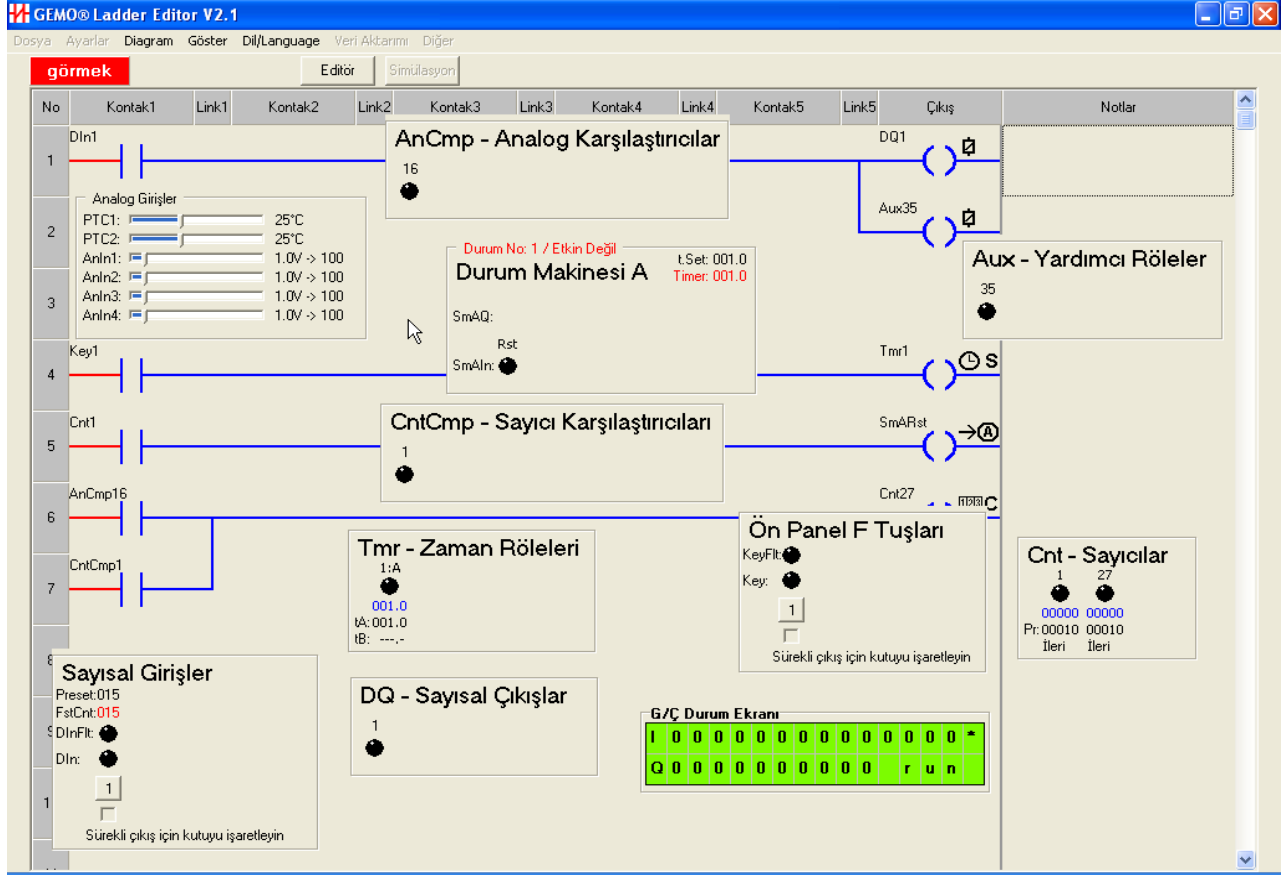 GEMO® Ladder Editor V2.1
Dosya Ayarlar Diagram Göster Dil/Language Veri Aktarımı Diğer
görmek Editör Simülasyon
No Kontak1 Link1 Kontak2 Link2 Kontak3 Link3 Kontak4 Link4 Kontak5 Link5 Çıkış Notlar
1
DIn1
DQ1
AnCmp - Analog Karşılaştırıcılar
16
2
Aux35
Analog Girişler
PTC1: 25°C
PTC2: 25°C
AnIn1: 1.0V -> 100
AnIn2: 1.0V -> 100
AnIn3: 1.0V -> 100
AnIn4: 1.0V -> 100
Durum No: 1 / Etkin Değil
Durum Makinesi A
t.Set: 001.0
Timer: 001.0
SmAQ:
Rst
SmAIn:
Aux - Yardımcı Röleler
35
3
4
Key1
Tmr1
S
5
Cnt1
SmARst
A
CntCmp - Sayıcı Karşılaştırıcıları
1
6
AnCmp16
Cnt27
C
7
CntCmp1
Tmr - Zaman Röleleri
1:A
001.0
tA: 001.0
tB: ---.-
Ön Panel F Tuşları
KeyFlt:
Key:
1
Sürekli çıkış için kutuyu işaretleyin
Cnt - Sayıcılar
1 27
00000 00000
Pr: 00010 00010
İleri İleri
8
Sayısal Girişler
Preset:015
FstCnt:015
DInFlt:
DIn:
1
Sürekli çıkış için kutuyu işaretleyin
9
1
DQ - Sayısal Çıkışlar
1
G/Ç Durum Ekranı
I 0 0 0 0 0 0 0 0 0 0 0 0 0 0 *
Q 0 0 0 0 0 0 0 0 0 0 r u n